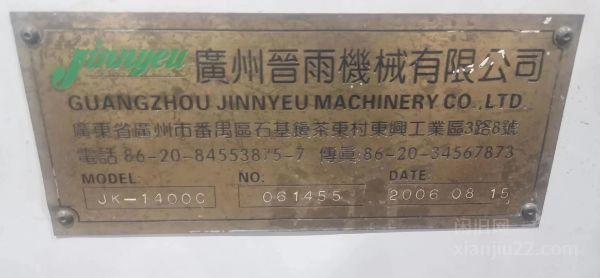 Jinnyeu 廣州晉雨機械有限公司
GUANGZHOU JINNYEU MACHINERY CO.,LTD
廣東省廣州市番禺區石基鎮茶東村東興工業區3路8號
電話:86-20-84553875-7 傳真:86-20-34567873
MODEL: NO: DATE:
JK-1400C 061455 2006 08 15
闲旧网
xianjiu22.com